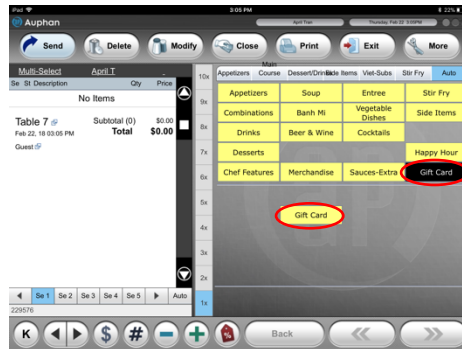 iPad
3:05 PM
22%
Auphan
April Tran
Thursday, Feb 22 3:05PM
Send
Delete
Modify
Close
Print
Exit
More
Multi-Select
April T
Se St Description
Qty
Price
No Items
Table 7
Subtotal (0)
$0.00
Feb 22, 18 03:05 PM
Total
$0.00
Guest
Se 1
Se 2
Se 3
Se 4
Se 5
Auto
229576
10x
9x
8x
7x
6x
5x
4x
3x
2x
1x
Appetizers
Main
Course
Dessert/Drinks
Side Items
Viet-Subs
Stir Fry
Auto
Appetizers
Soup
Entree
Stir Fry
Combinations
Banh Mi
Vegetable
Dishes
Side Items
Drinks
Beer & Wine
Cocktails
Desserts
Happy Hour
Chef Features
Merchandise
Sauces-Extra
Gift Card
Gift Card
K
$
#
%
Back